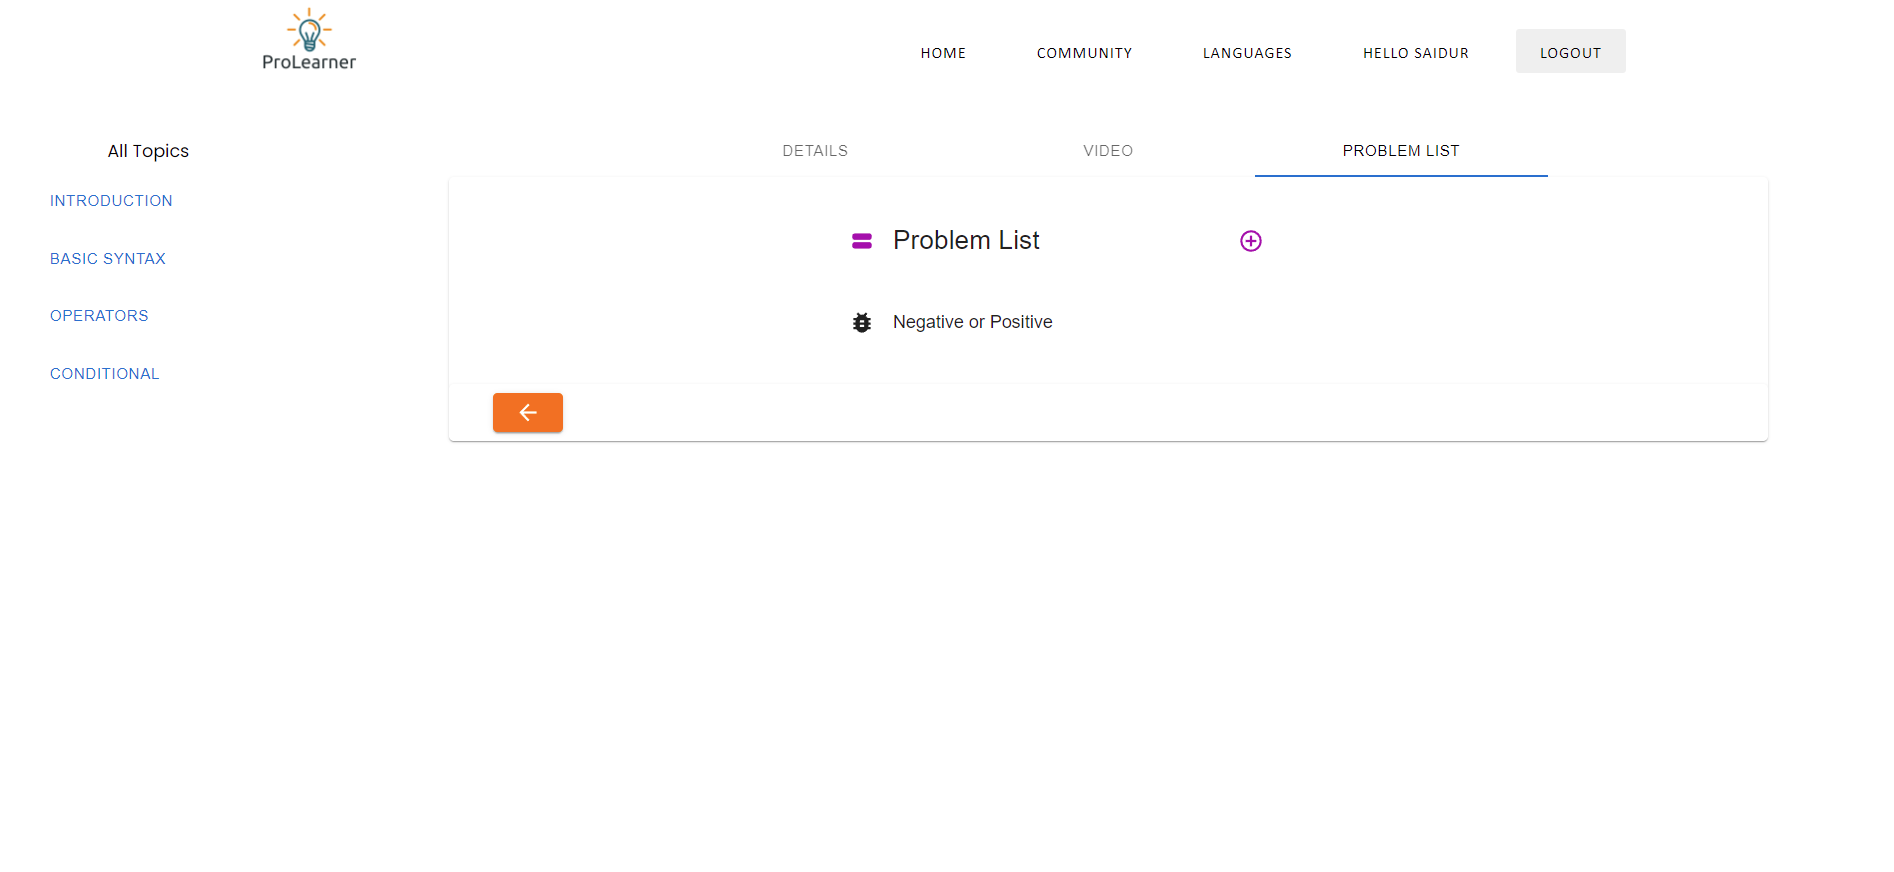 ProLearner
HOME COMMUNITY LANGUAGES HELLO SAIDUR LOGOUT
All Topics
INTRODUCTION
BASIC SYNTAX
OPERATORS
CONDITIONAL
DETAILS VIDEO PROBLEM LIST
Problem List
Negative or Positive